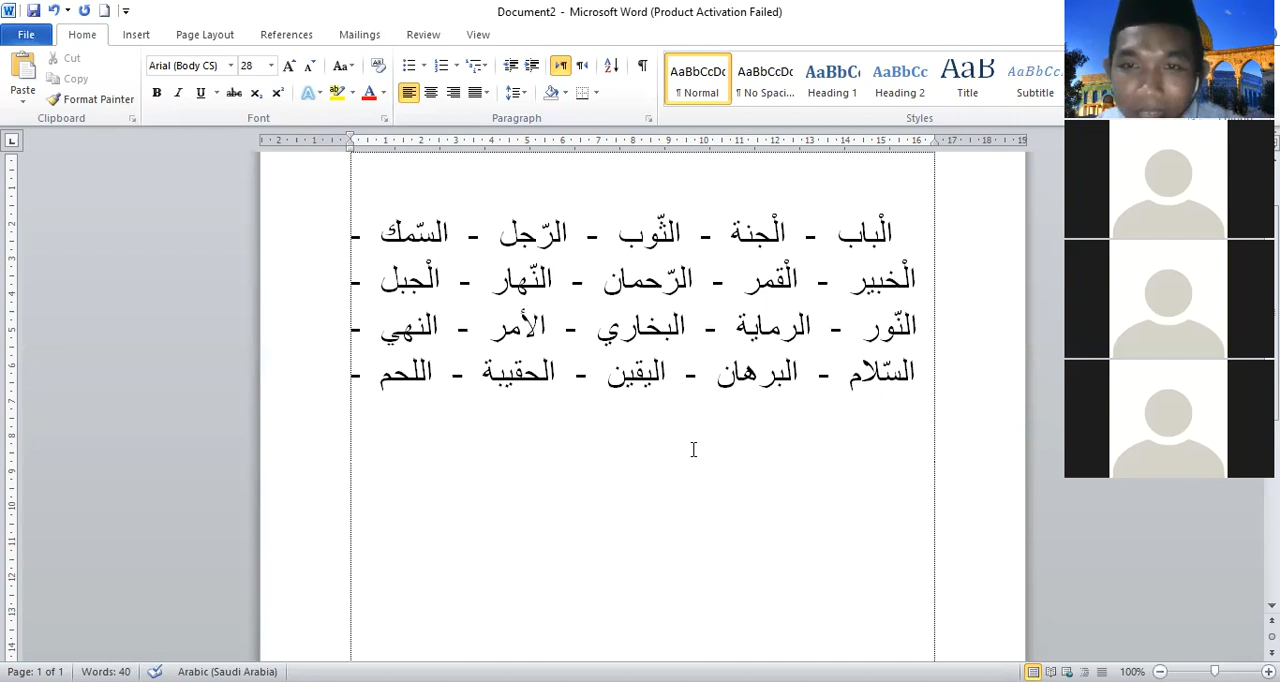 Document2 - Microsoft Word (Product Activation Failed)
File Home Insert Page Layout References Mailings Review View
Cut
Copy
Format Painter
Paste
Clipboard
Arial (Body CS) 28
Font
Paragraph
AaBbCcDc AaBbCcDc AaBbCc AaBbCc AaB AaBbCc
¶ Normal ¶ No Spaci... Heading 1 Heading 2 Title Subtitle
Styles
الْباب - الْجنة - الثّوب - الرّجل - السّمك -
الْخبير - الْقمر - الرّحمان - النّهار - الْجبل -
النّور - الرماية - البخاري - الأمر - النهي -
السّلام - البرهان - اليقين - الحقيبة - اللحم -
Page: 1 of 1 Words: 40 Arabic (Saudi Arabia) 100%